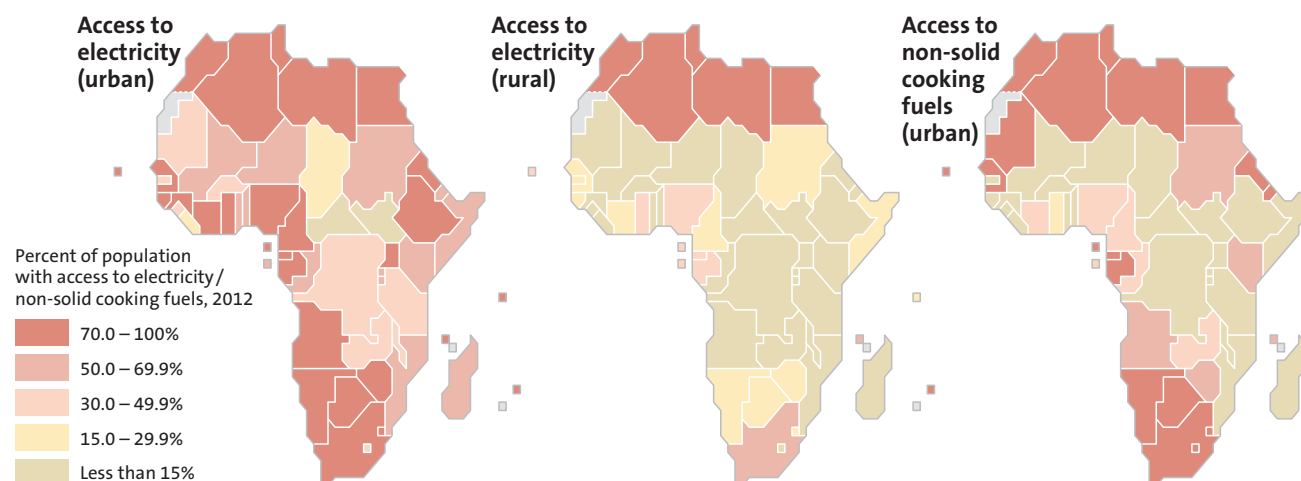 Access to
electricity
(urban)
Access to
electricity
(rural)
Access to
non-solid
cooking
fuels
(urban)
Percent of population
with access to electricity/
non-solid cooking fuels, 2012
70.0 – 100%
50.0 – 69.9%
30.0 – 49.9%
15.0 – 29.9%
Less than 15%